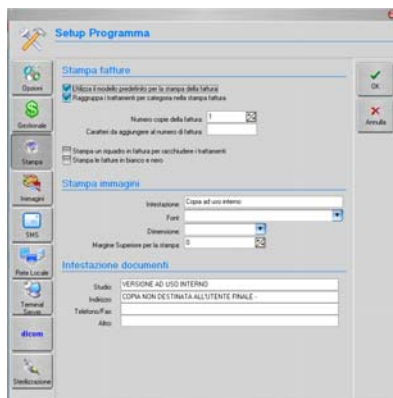 Setup Programma
Opzioni
Gestionale
Stampa
Immagini
SMS
Rete Locale
Terminal
Server
dicom
Sterilizzazione
Stampa fatture
Utilizza il modello predefinito per la stampa della fattura
Raggruppa i trattamenti per categoria nella stampa fattura
Numero copie della fattura: 1
Caratteri da aggiungere al numero di fattura:
Stampa un riquadro in fattura per racchiudere i trattamenti
Stampa le fatture in bianco e nero
Stampa immagini
Intestazione: Copia ad uso interno
Font:
Dimensione:
Margine Superiore per la stampa: 0
Intestazione documenti
Studio: VERSIONE AD USO INTERNO
Indirizzo: COPIA NON DESTINATA ALL'UTENTE FINALE -
Telefono/Fax:
Altro:
OK
Annulla